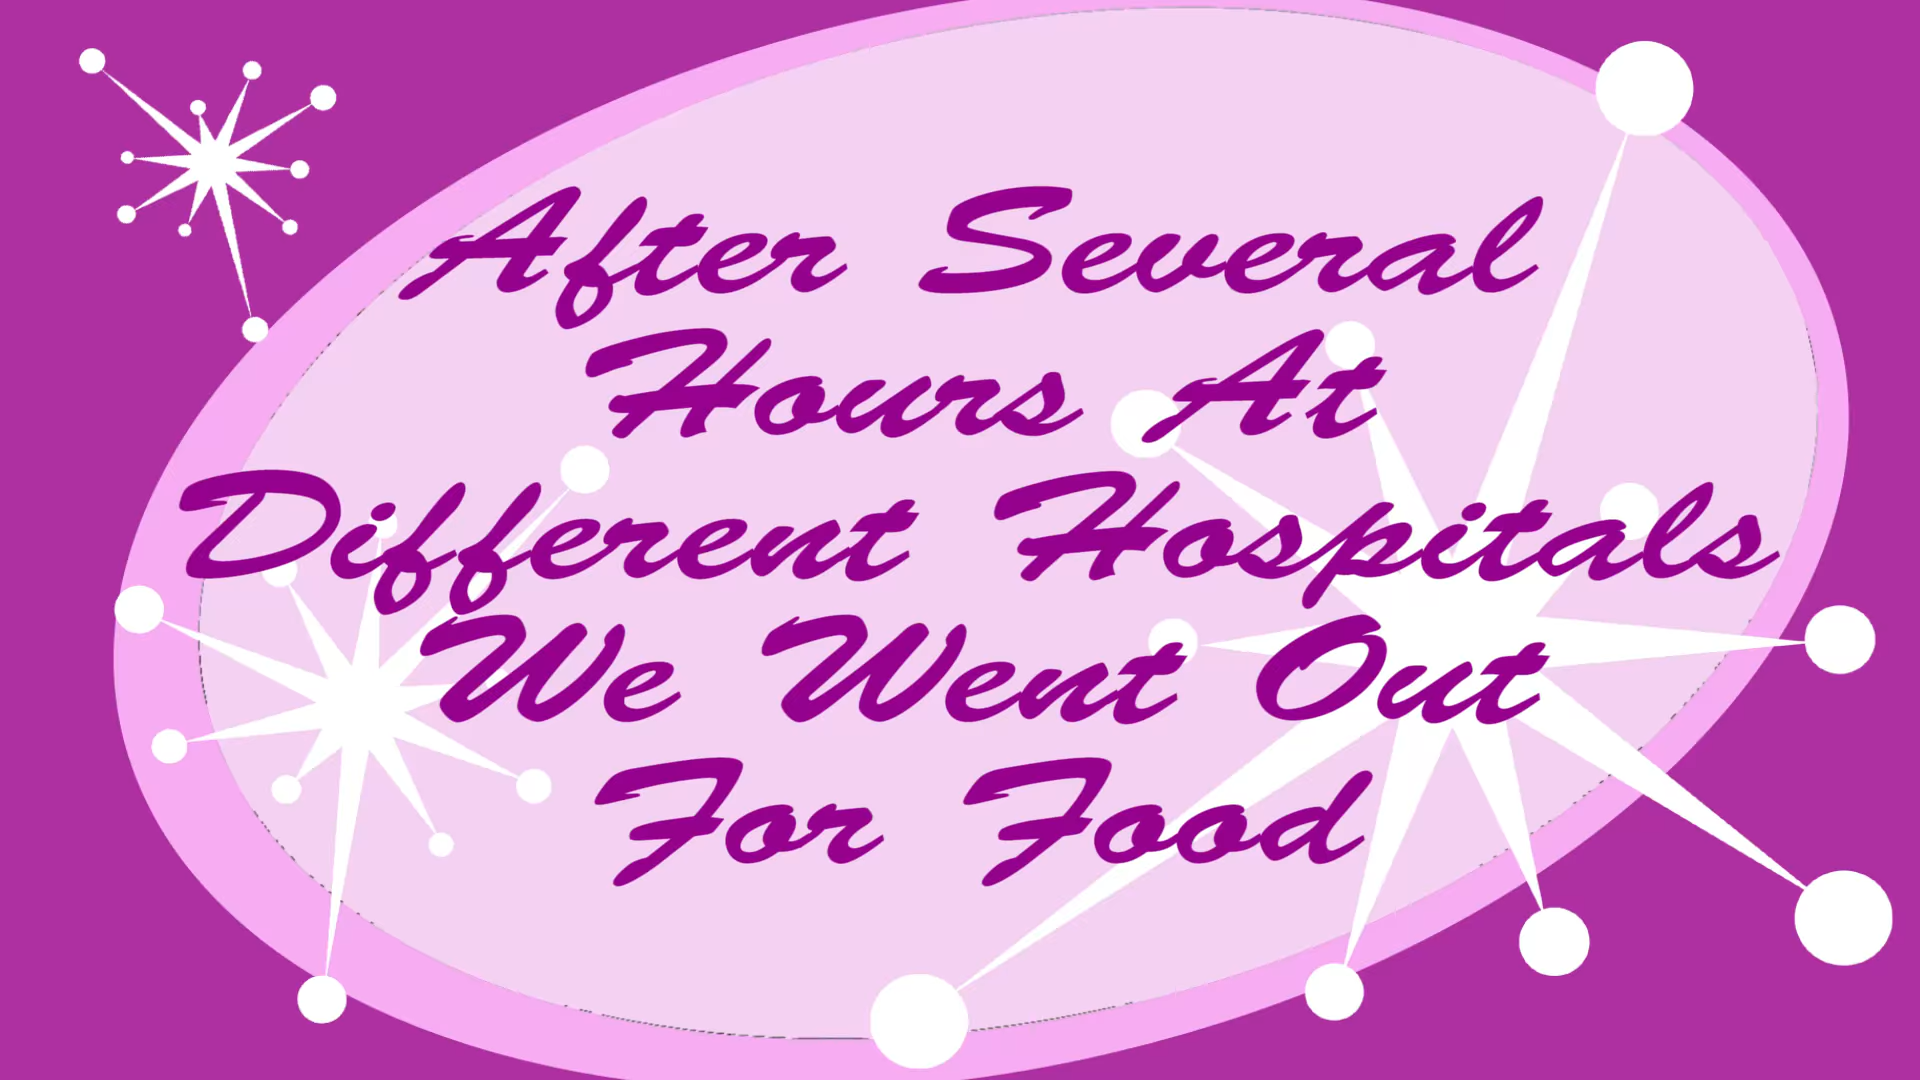 After Several
Hours At
Different Hospitals
We Went Out
For Food